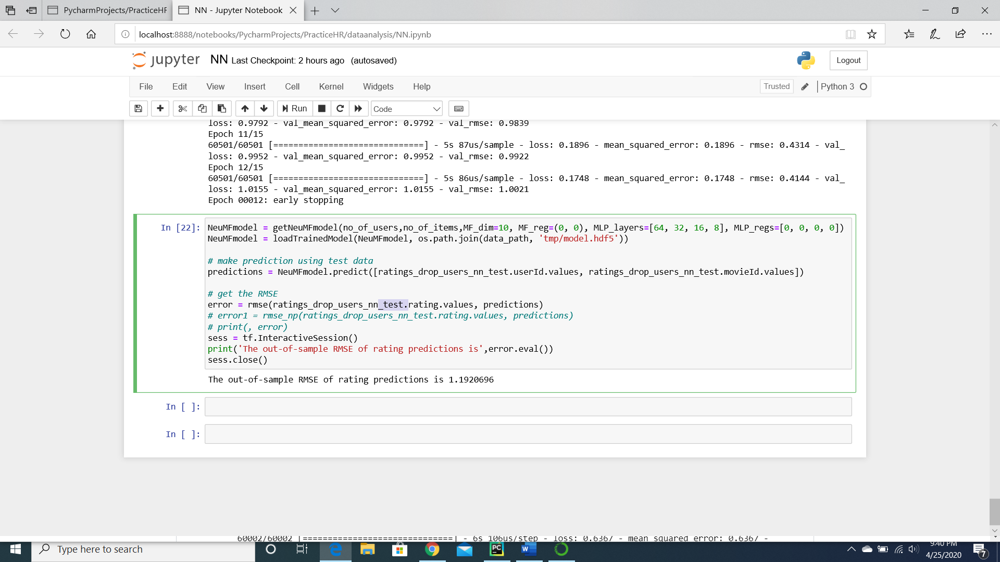 PycharmProjects/PracticeHF
NN - Jupyter Notebook
localhost:8888/notebooks/PycharmProjects/PracticeHR/dataanalysis/NN.ipynb
jupyter NN Last Checkpoint: 2 hours ago (autosaved)
Logout
File Edit View Insert Cell Kernel Widgets Help
Trusted
Python 3
Run
Code
loss: 0.9792 - val_mean_squared_error: 0.9792 - val_rmse: 0.9839
Epoch 11/15
60501/60501 [==============================] - 5s 87us/sample - loss: 0.1896 - mean_squared_error: 0.1896 - rmse: 0.4314 - val_
loss: 0.9952 - val_mean_squared_error: 0.9952 - val_rmse: 0.9922
Epoch 12/15
60501/60501 [==============================] - 5s 86us/sample - loss: 0.1748 - mean_squared_error: 0.1748 - rmse: 0.4144 - val_
loss: 1.0155 - val_mean_squared_error: 1.0155 - val_rmse: 1.0021
Epoch 00012: early stopping
In [22]:
NeuMFmodel = getNeuMFmodel(no_of_users,no_of_items,MF_dim=10, MF_reg=(0, 0), MLP_layers=[64, 32, 16, 8], MLP_regs=[0, 0, 0, 0])
NeuMFmodel = loadTrainedModel(NeuMFmodel, os.path.join(data_path, 'tmp/model.hdf5'))
# make prediction using test data
predictions = NeuMFmodel.predict([ratings_drop_users_nn_test.userId.values, ratings_drop_users_nn_test.movieId.values])
# get the RMSE
error = rmse(ratings_drop_users_nn_test.rating.values, predictions)
# error1 = rmse_np(ratings_drop_users_nn_test.rating.values, predictions)
# print(, error)
sess = tf.InteractiveSession()
print('The out-of-sample RMSE of rating predictions is',error.eval())
sess.close()
The out-of-sample RMSE of rating predictions is 1.1920696
In [ ]:
In [ ]:
60002/60002 [==============================] - 6s 106us/step - loss: 0.6367 - mean_squared_error: 0.6367 -
Type here to search
PC
W
9:40 PM
4/25/2020
7